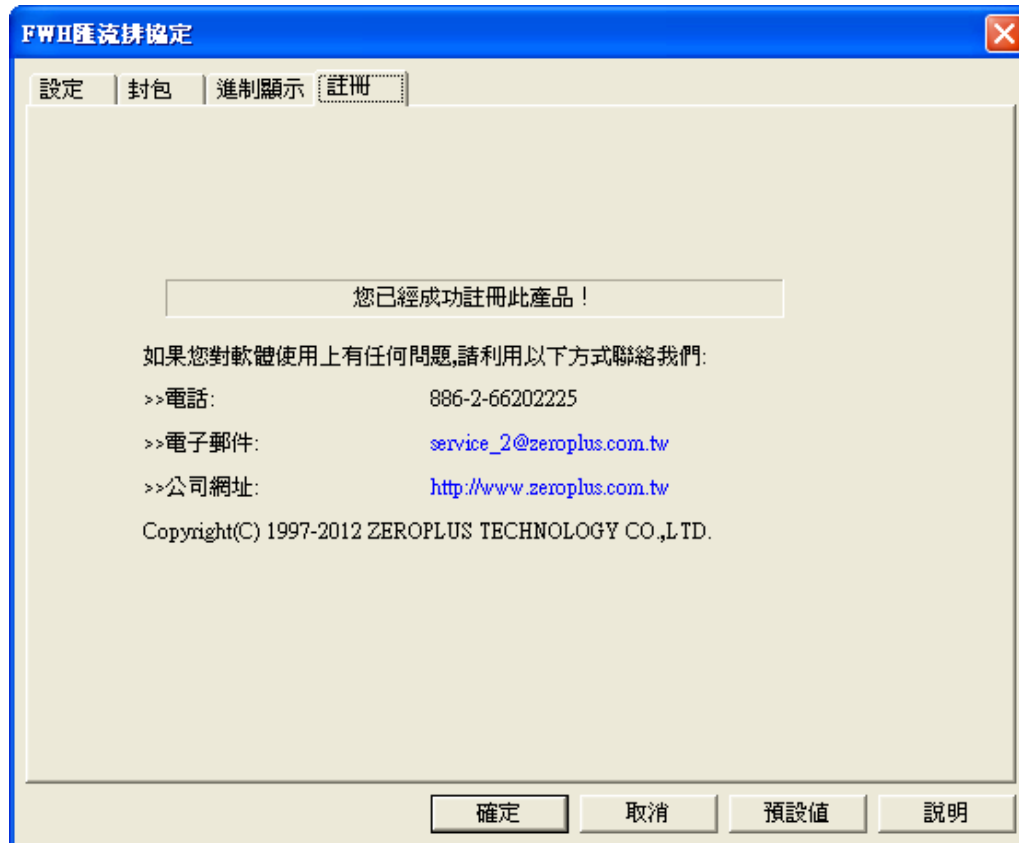 FWH匯流排協定
設定 封包 進制顯示 註冊
您已經成功註冊此產品！
如果您對軟體使用上有任何問題,請利用以下方式聯絡我們:
>>電話: 886-2-66202225
>>電子郵件: service_2@zeroplus.com.tw
>>公司網址: http://www.zeroplus.com.tw
Copyright(C) 1997-2012 ZEROPLUS TECHNOLOGY CO.,LTD.
確定 取消 預設值 說明